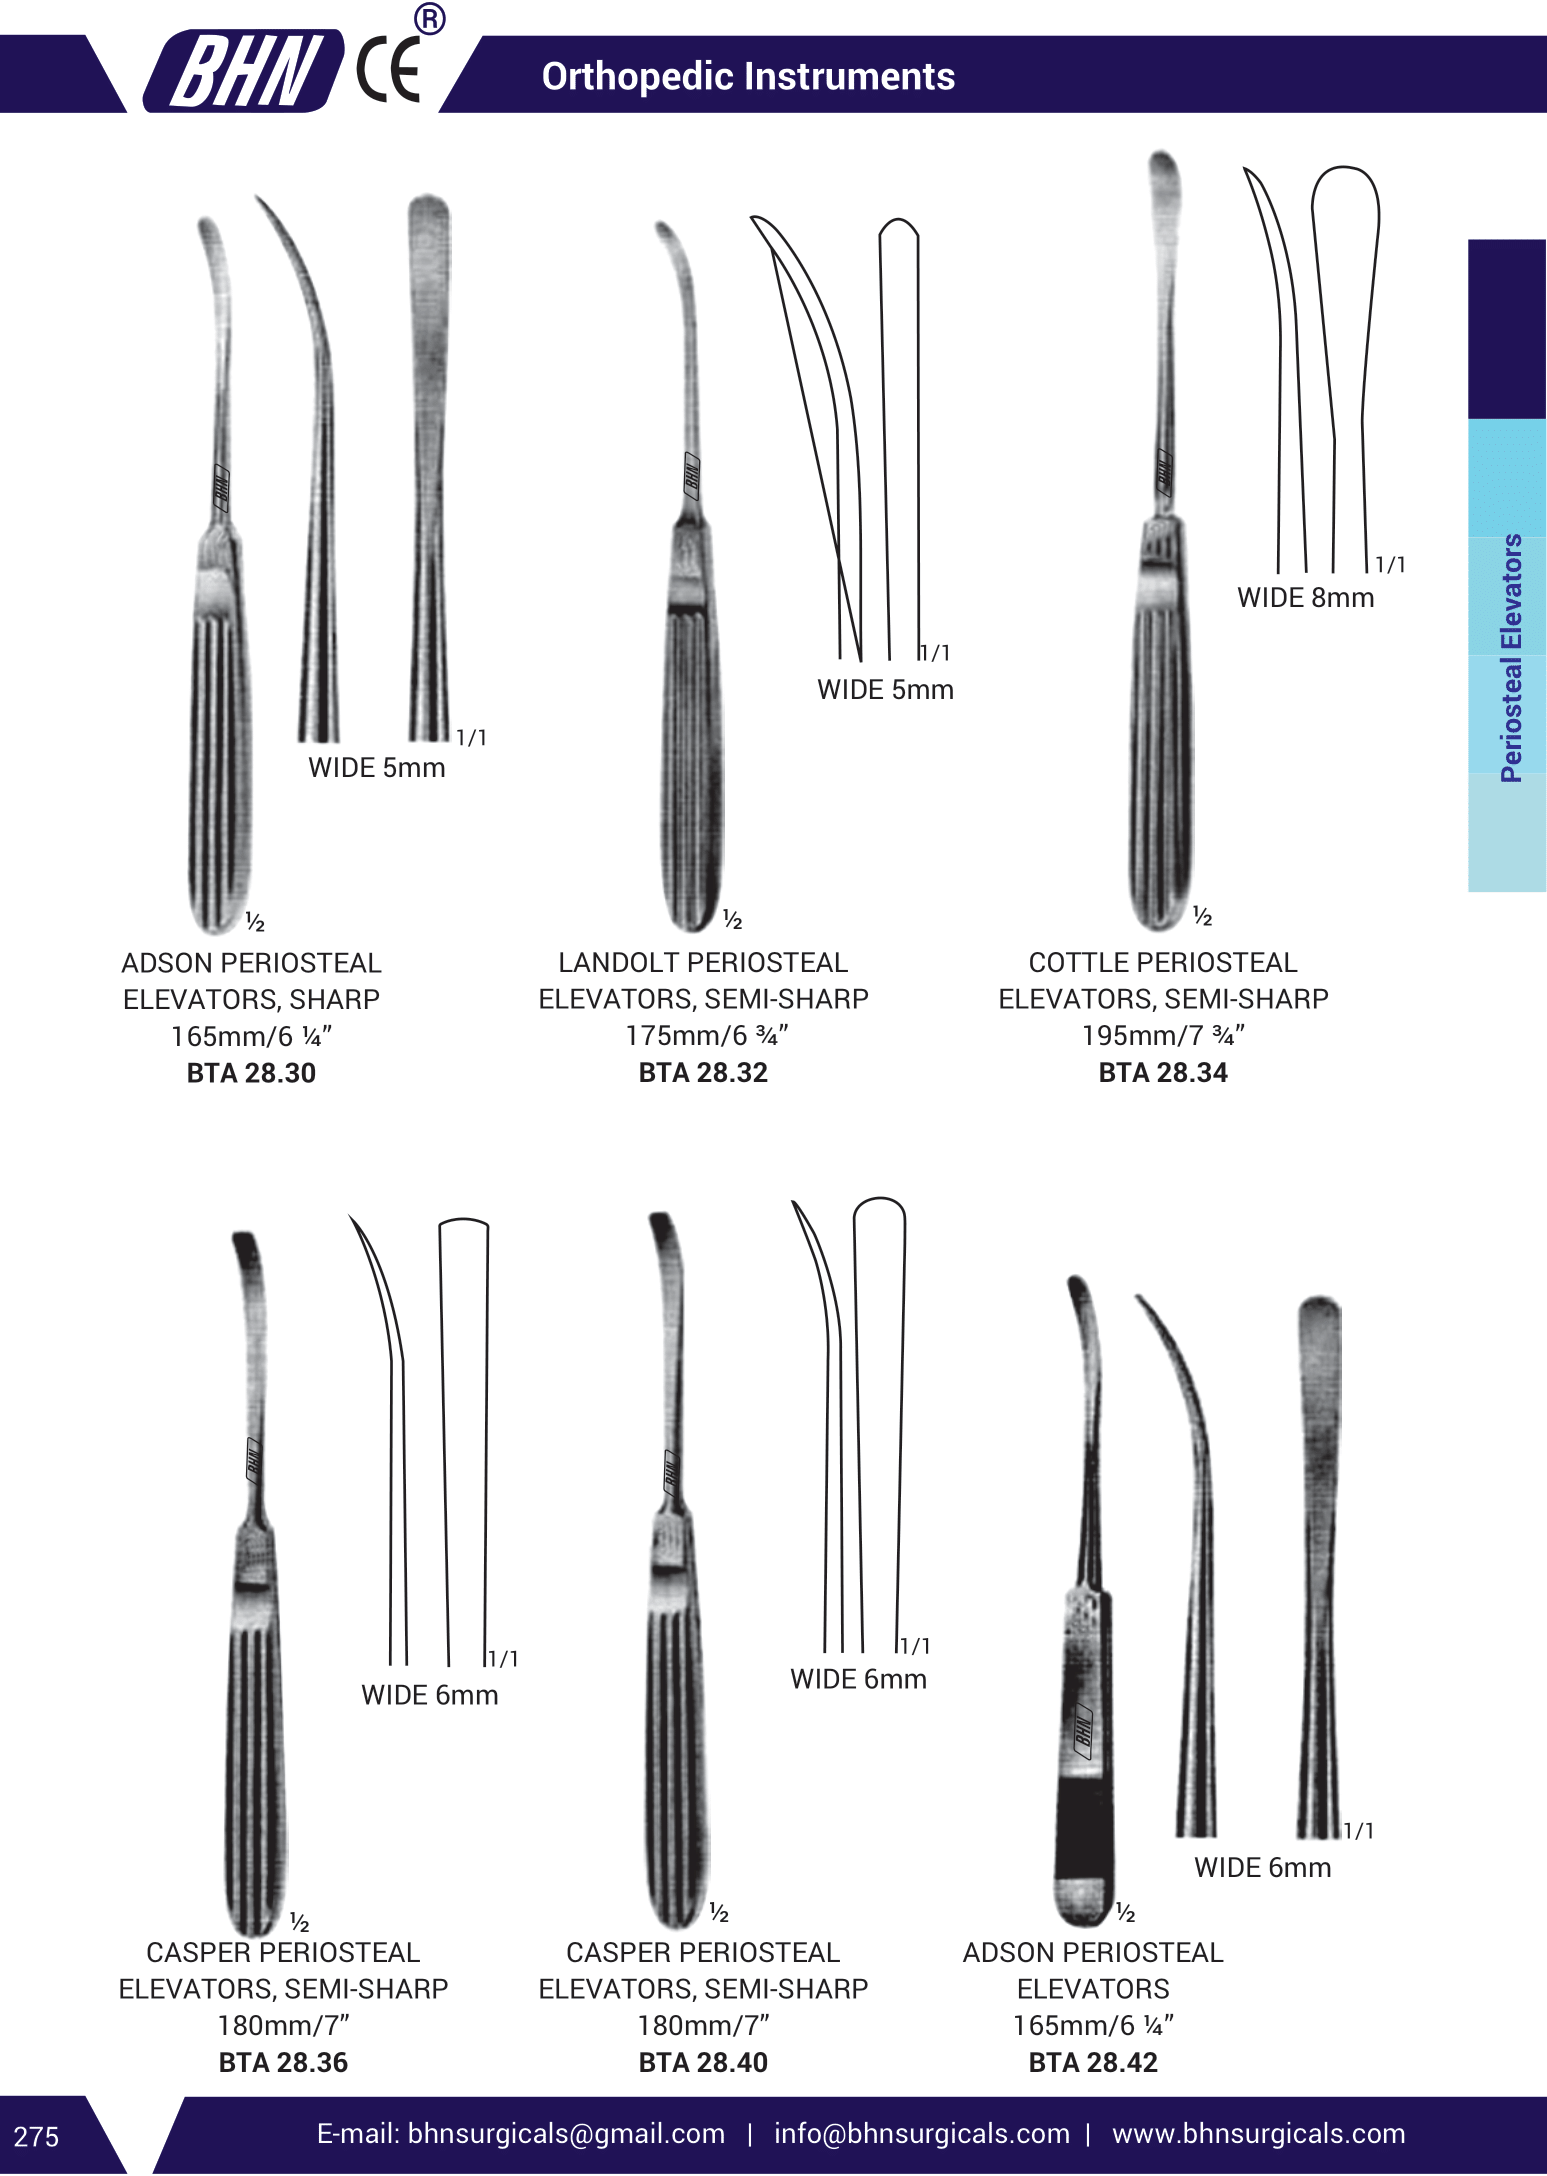 BHN CE ®
Orthopedic Instruments
Periosteal Elevators
BHN
1/1
WIDE 5mm
½
ADSON PERIOSTEAL
ELEVATORS, SHARP
165mm/6 ¼”
BTA 28.30
BHN
1/1
WIDE 5mm
½
LANDOLT PERIOSTEAL
ELEVATORS, SEMI-SHARP
175mm/6 ¾”
BTA 28.32
BHN
1/1
WIDE 8mm
½
COTTLE PERIOSTEAL
ELEVATORS, SEMI-SHARP
195mm/7 ¾”
BTA 28.34
BHN
1/1
WIDE 6mm
½
CASPER PERIOSTEAL
ELEVATORS, SEMI-SHARP
180mm/7”
BTA 28.36
BHN
1/1
WIDE 6mm
½
CASPER PERIOSTEAL
ELEVATORS, SEMI-SHARP
180mm/7”
BTA 28.40
BHN
1/1
WIDE 6mm
½
ADSON PERIOSTEAL
ELEVATORS
165mm/6 ¼”
BTA 28.42
275
E-mail: bhnsurgicals@gmail.com | info@bhnsurgicals.com | www.bhnsurgicals.com